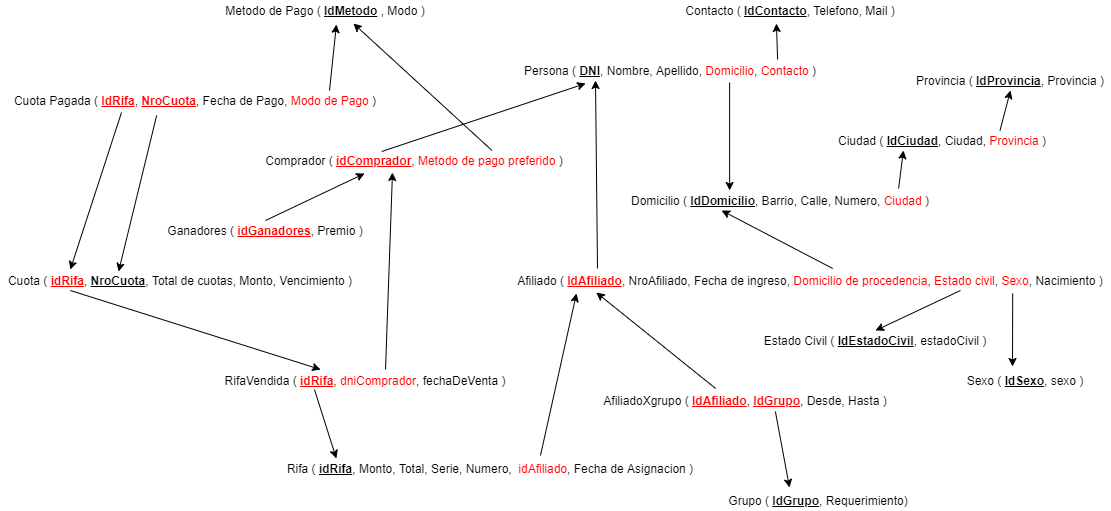 Metodo de Pago ( IdMetodo , Modo )
Contacto ( IdContacto, Telefono, Mail )
Persona ( DNI, Nombre, Apellido, Domicilio, Contacto )
Provincia ( IdProvincia, Provincia )
Cuota Pagada ( IdRifa, NroCuota, Fecha de Pago, Modo de Pago )
Ciudad ( IdCiudad, Ciudad, Provincia )
Comprador ( idComprador, Metodo de pago preferido )
Domicilio ( IdDomicilio, Barrio, Calle, Numero, Ciudad )
Ganadores ( idGanadores, Premio )
Cuota ( idRifa, NroCuota, Total de cuotas, Monto, Vencimiento )
Afiliado ( IdAfiliado, NroAfiliado, Fecha de ingreso, Domicilio de procedencia, Estado civil, Sexo, Nacimiento )
Estado Civil ( IdEstadoCivil, estadoCivil )
RifaVendida ( idRifa, dniComprador, fechaDeVenta )
Sexo ( IdSexo, sexo )
AfiliadoXgrupo ( IdAfiliado, IdGrupo, Desde, Hasta )
Rifa ( idRifa, Monto, Total, Serie, Numero, idAfiliado, Fecha de Asignacion )
Grupo ( IdGrupo, Requerimiento)